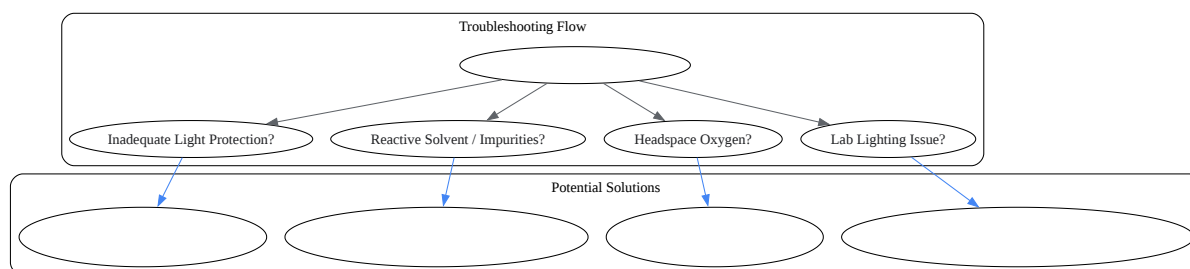 Troubleshooting Flow
Inadequate Light Protection?
Reactive Solvent / Impurities?
Headspace Oxygen?
Lab Lighting Issue?
Potential Solutions